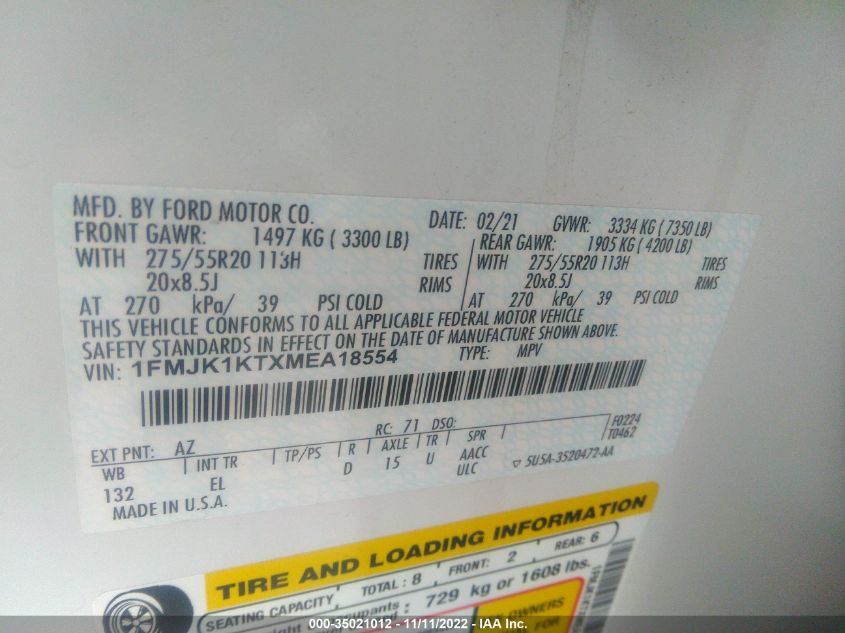 MFD. BY FORD MOTOR CO.
DATE: 02/21 GVWR: 3334 KG ( 7350 LB)
FRONT GAWR: 1497 KG ( 3300 LB)
REAR GAWR: 1905 KG ( 4200 LB)
WITH 275/55R20 113H TIRES
WITH 275/55R20 113H TIRES
20x8.5J RIMS
20x8.5J RIMS
AT 270 kPa/ 39 PSI COLD
AT 270 kPa/ 39 PSI COLD
THIS VEHICLE CONFORMS TO ALL APPLICABLE FEDERAL MOTOR VEHICLE
SAFETY STANDARDS IN EFFECT ON THE DATE OF MANUFACTURE SHOWN ABOVE.
VIN: 1FMJK1KTXMEA18554 TYPE: MPV
F0224
T0462
EXT PNT: AZ RC: 71 DSO:
WB INT TR TP/PS R AXLE TR SPR
132 EL D 15 U AACC
ULC
5U5A-3520472-AA
MADE IN U.S.A.
TIRE AND LOADING INFORMATION
SEATING CAPACITY TOTAL : 8 FRONT: 2 REAR: 6
729 kg or 1608 lbs.
OWNERS
FOR
000-35021012 - 11/11/2022 - IAA Inc.